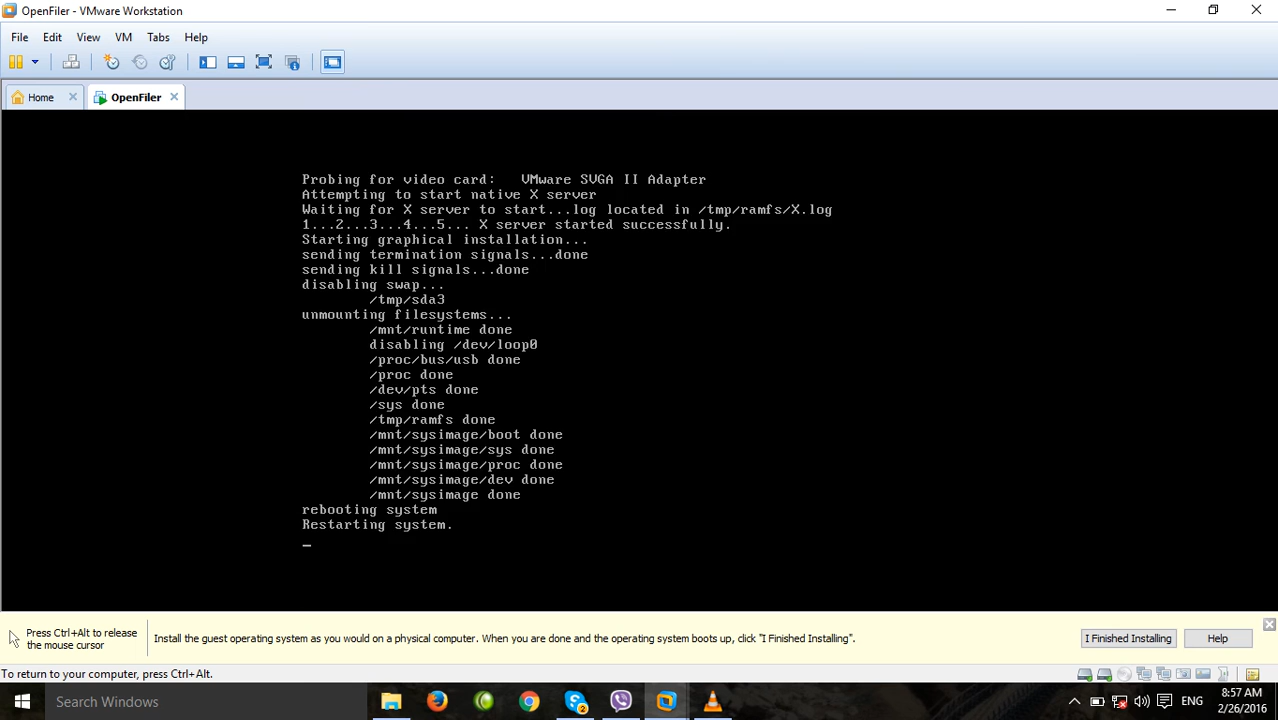 OpenFiler - VMware Workstation
File Edit View VM Tabs Help
Home OpenFiler
Probing for video card: VMware SVGA II Adapter
Attempting to start native X server
Waiting for X server to start...log located in /tmp/ramfs/X.log
1...2...3...4...5... X server started successfully.
Starting graphical installation...
sending termination signals...done
sending kill signals...done
disabling swap...
/tmp/sda3
unmounting filesystems...
/mnt/runtime done
disabling /dev/loop0
/proc/bus/usb done
/proc done
/dev/pts done
/sys done
/tmp/ramfs done
/mnt/sysimage/boot done
/mnt/sysimage/sys done
/mnt/sysimage/proc done
/mnt/sysimage/dev done
/mnt/sysimage done
rebooting system
Restarting system.
_
Press Ctrl+Alt to release
the mouse cursor
Install the guest operating system as you would on a physical computer. When you are done and the operating system boots up, click "I Finished Installing".
I Finished Installing
Help
To return to your computer, press Ctrl+Alt.
Search Windows
2
ENG
8:57 AM
2/26/2016